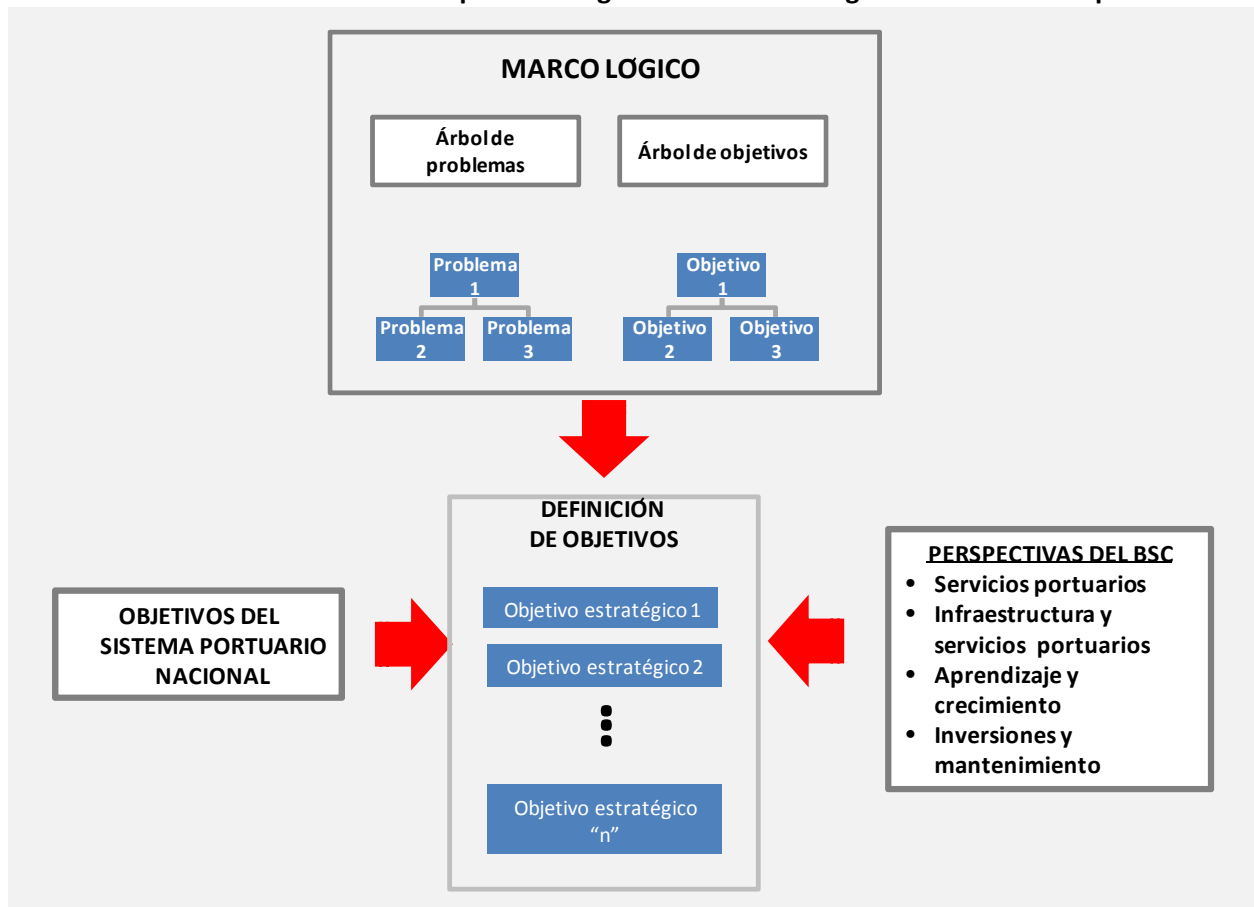 MARCO LÓGICO
Árbol de
problemas
Árbol de objetivos
Problema
1
Problema
2
Problema
3
Objetivo
1
Objetivo
2
Objetivo
3
DEFINICIÓN
DE OBJETIVOS
Objetivo estratégico 1
Objetivo estratégico 2
Objetivo estratégico
“n”
OBJETIVOS DEL
SISTEMA PORTUARIO
NACIONAL
PERSPECTIVAS DEL BSC
• Servicios portuarios
• Infraestructura y
servicios portuarios
• Aprendizaje y
crecimiento
• Inversiones y
mantenimiento